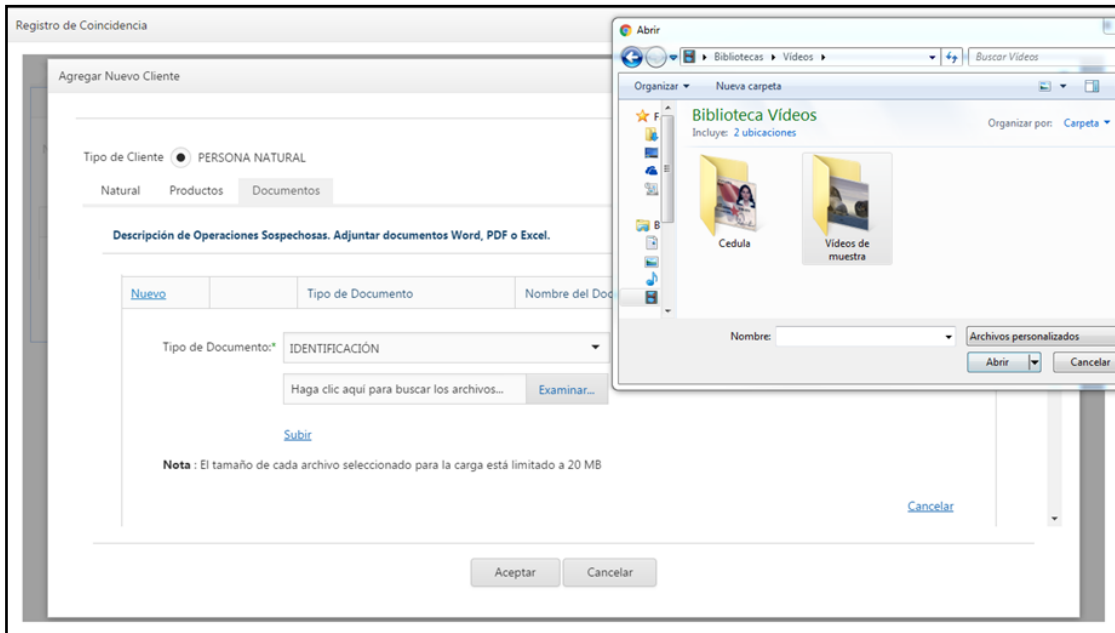 Registro de Coincidencia
Agregar Nuevo Cliente
Tipo de Cliente PERSONA NATURAL
Natural Productos Documentos
Descripción de Operaciones Sospechosas. Adjuntar documentos Word, PDF o Excel.
Nuevo Tipo de Documento Nombre del Doc
Tipo de Documento:* IDENTIFICACIÓN
Haga clic aquí para buscar los archivos... Examinar...
Subir
Nota : El tamaño de cada archivo seleccionado para la carga está limitado a 20 MB
Cancelar
Aceptar Cancelar
Abrir
Bibliotecas Vídeos Buscar Vídeos
Organizar Nueva carpeta
Biblioteca Vídeos
Incluye: 2 ubicaciones
Organizar por: Carpeta
F
B
Cedula
Vídeos de
muestra
Nombre: Archivos personalizados
Abrir Cancelar